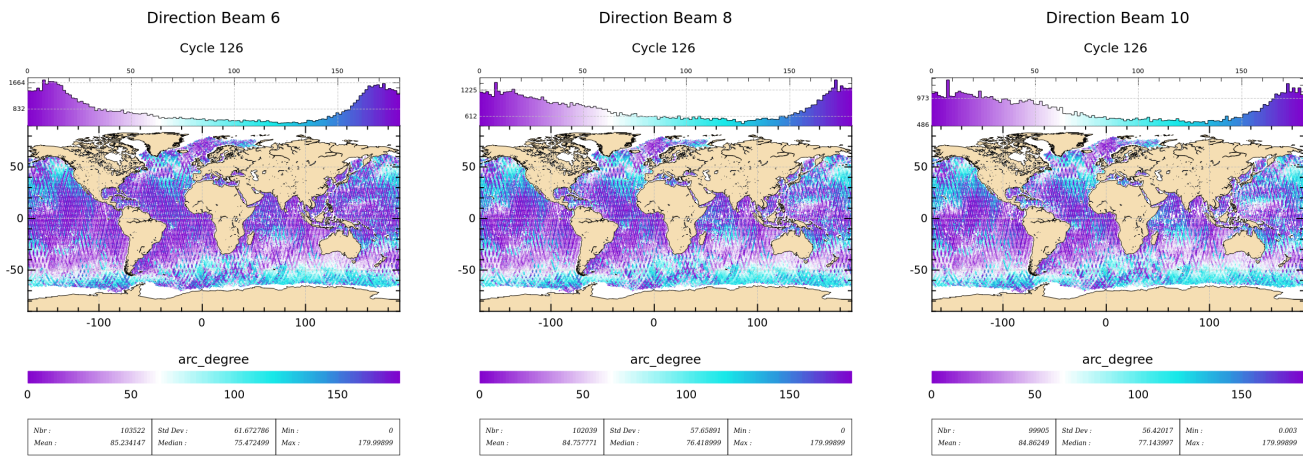 Direction Beam 6
Cycle 126
0 50 100 150
1664
832
50
0
-50
-100 0 100
arc_degree
0 50 100 150
Nbr : 103522 Std Dev : 61.672786 Min : 0
Mean : 85.234147 Median : 75.472499 Max : 179.99899
Direction Beam 8
Cycle 126
0 50 100 150
1225
612
50
0
-50
-100 0 100
arc_degree
0 50 100 150
Nbr : 102039 Std Dev : 57.65891 Min : 0
Mean : 84.757771 Median : 76.418999 Max : 179.99899
Direction Beam 10
Cycle 126
0 50 100 150
973
486
50
0
-50
-100 0 100
arc_degree
0 50 100 150
Nbr : 99905 Std Dev : 56.42017 Min : 0.003
Mean : 84.86249 Median : 77.143997 Max : 179.99899